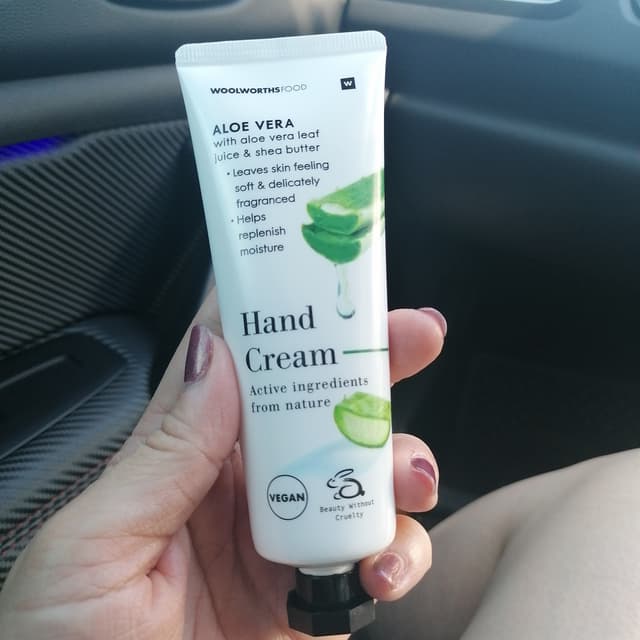 WOOLWORTHSFOOD W
ALOE VERA
with aloe vera leaf
juice & shea butter
• Leaves skin feeling
soft & delicately
fragranced
• Helps
replenish
moisture
Hand
Cream
Active ingredients
from nature
VEGAN
Beauty Without
Cruelty